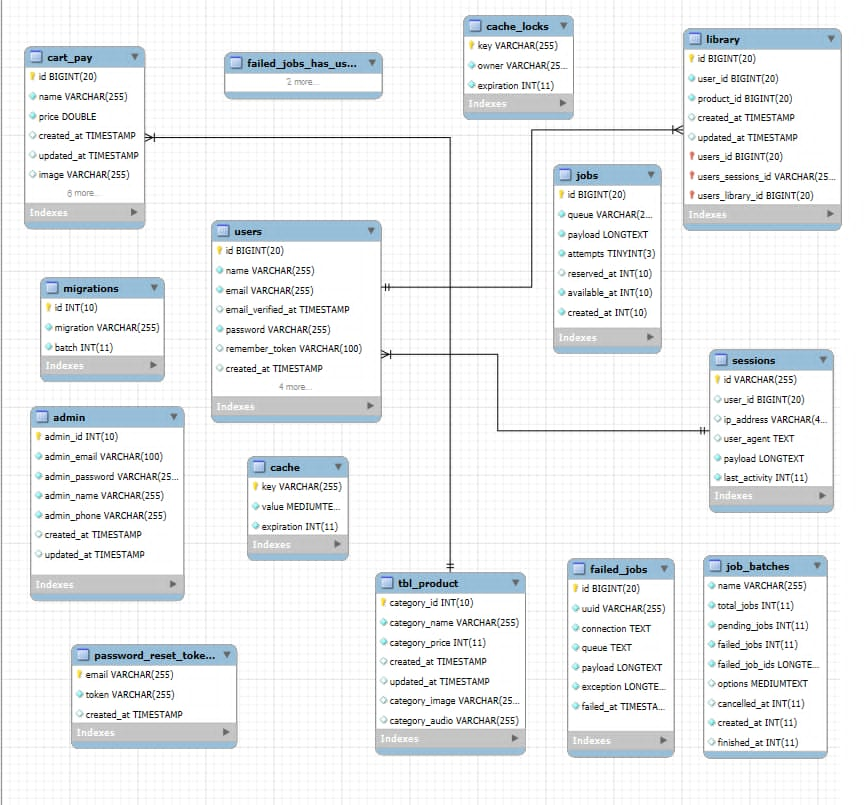 cart_pay
id BIGINT(20)
name VARCHAR(255)
price DOUBLE
created_at TIMESTAMP
updated_at TIMESTAMP
image VARCHAR(255)
6 more...
Indexes
failed_jobs_has_us...
2 more...
cache_locks
key VARCHAR(255)
owner VARCHAR(25...
expiration INT(11)
Indexes
library
id BIGINT(20)
user_id BIGINT(20)
product_id BIGINT(20)
created_at TIMESTAMP
updated_at TIMESTAMP
users_id BIGINT(20)
users_sessions_id VARCHAR(25...
users_library_id BIGINT(20)
Indexes
jobs
id BIGINT(20)
queue VARCHAR(2...
payload LONGTEXT
attempts TINYINT(3)
reserved_at INT(10)
available_at INT(10)
created_at INT(10)
Indexes
users
id BIGINT(20)
name VARCHAR(255)
email VARCHAR(255)
email_verified_at TIMESTAMP
password VARCHAR(255)
remember_token VARCHAR(100)
created_at TIMESTAMP
4 more...
Indexes
migrations
id INT(10)
migration VARCHAR(255)
batch INT(11)
Indexes
sessions
id VARCHAR(255)
user_id BIGINT(20)
ip_address VARCHAR(4...
user_agent TEXT
payload LONGTEXT
last_activity INT(11)
Indexes
admin
admin_id INT(10)
admin_email VARCHAR(100)
admin_password VARCHAR(25...
admin_name VARCHAR(255)
admin_phone VARCHAR(255)
created_at TIMESTAMP
updated_at TIMESTAMP
Indexes
cache
key VARCHAR(255)
value MEDIUMTE...
expiration INT(11)
Indexes
tbl_product
category_id INT(10)
category_name VARCHAR(255)
category_price INT(11)
created_at TIMESTAMP
updated_at TIMESTAMP
category_image VARCHAR(25...
category_audio VARCHAR(255)
Indexes
failed_jobs
id BIGINT(20)
uuid VARCHAR(255)
connection TEXT
queue TEXT
payload LONGTEXT
exception LONGTE...
failed_at TIMESTA...
Indexes
job_batches
name VARCHAR(255)
total_jobs INT(11)
pending_jobs INT(11)
failed_jobs INT(11)
failed_job_ids LONGTE...
options MEDIUMTEXT
cancelled_at INT(11)
created_at INT(11)
finished_at INT(11)
password_reset_toke...
email VARCHAR(255)
token VARCHAR(255)
created_at TIMESTAMP
Indexes